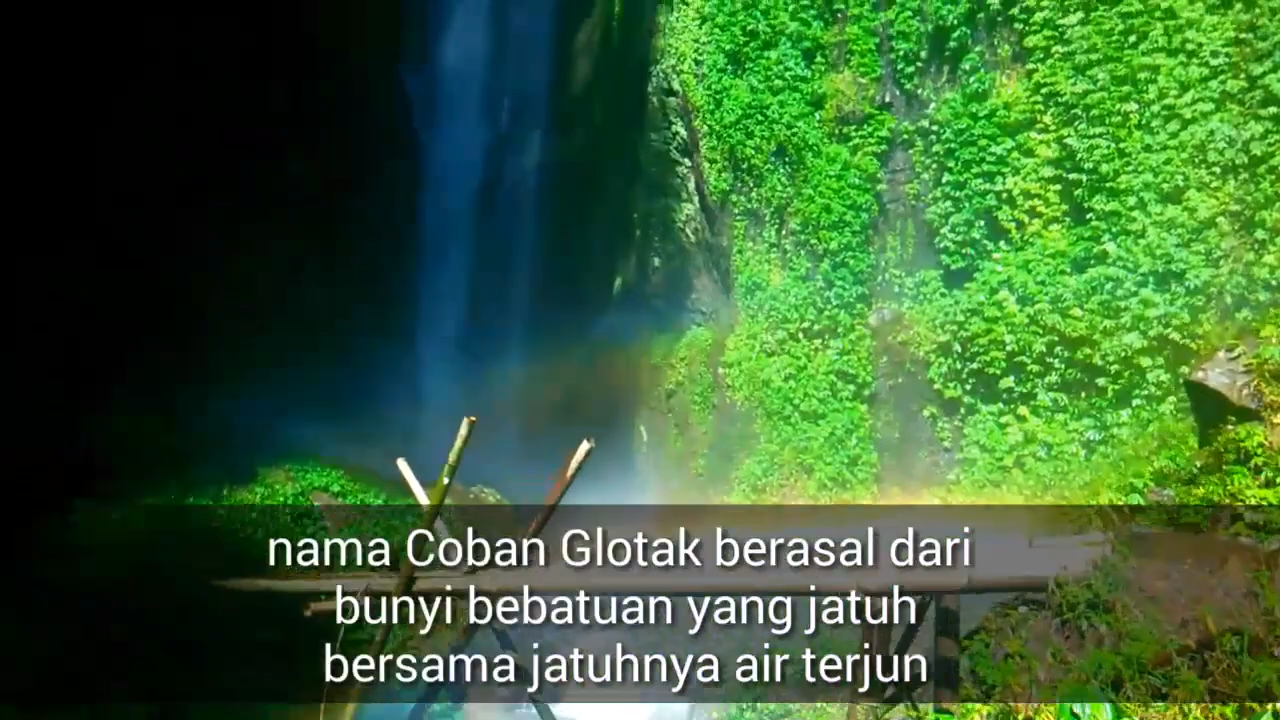 nama Coban Glotak berasal dari
bunyi bebatuan yang jatuh
bersama jatuhnya air terjun